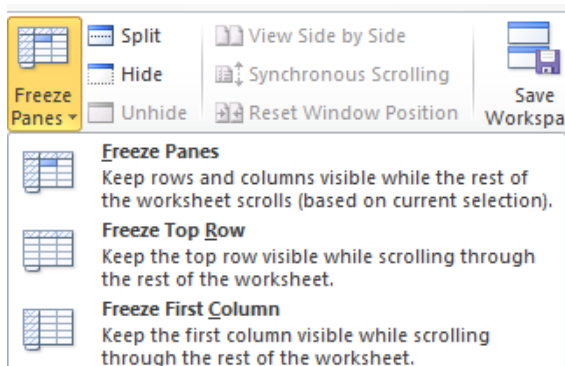 Split
View Side by Side
Hide
Synchronous Scrolling
Freeze
Panes
Unhide
Reset Window Position
Save
Workspa
Freeze Panes
Keep rows and columns visible while the rest of
the worksheet scrolls (based on current selection).
Freeze Top Row
Keep the top row visible while scrolling through
the rest of the worksheet.
Freeze First Column
Keep the first column visible while scrolling
through the rest of the worksheet.